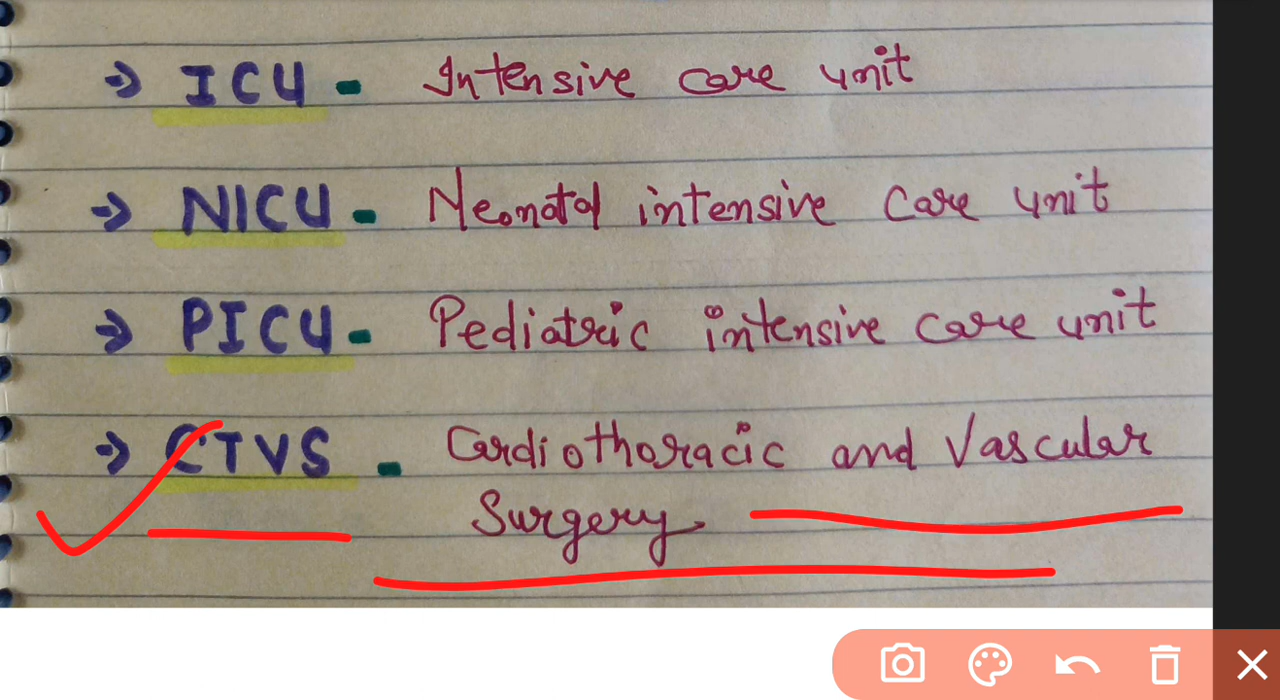 → ICU - Intensive care unit
→ NICU - Neonatal intensive care unit
→ PICU - Pediatric intensive care unit
→ CTVS - Cardiothoracic and Vascular
Surgery